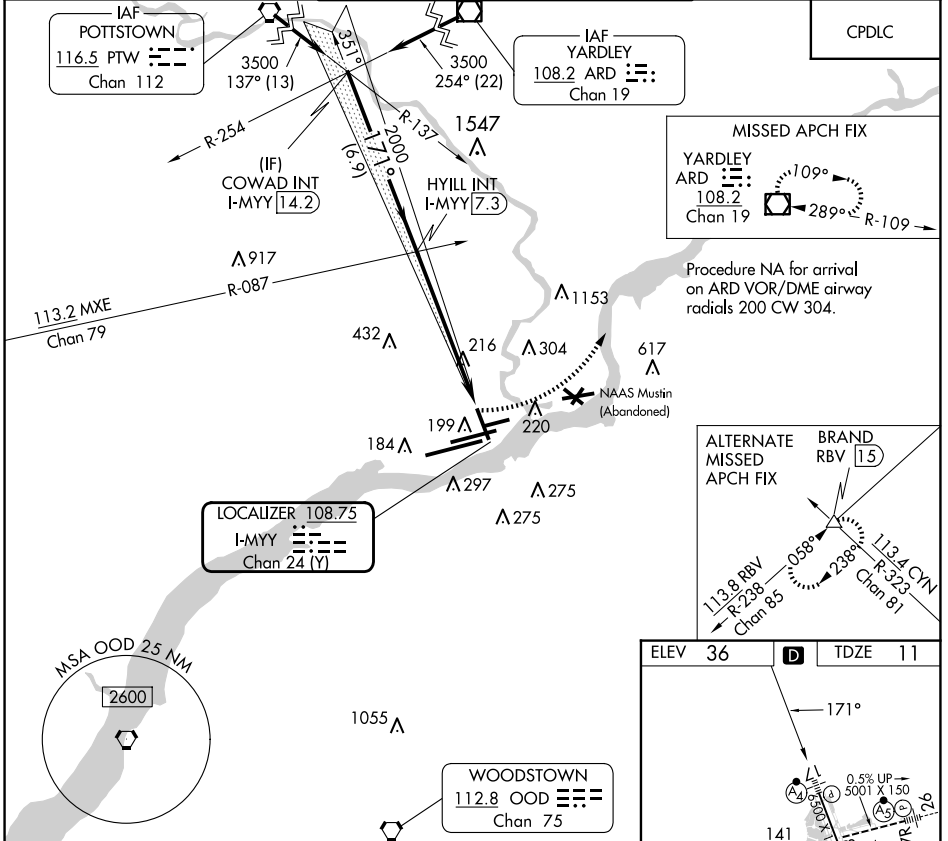 IAF
POTTSTOWN
116.5 PTW
Chan 112
3500
137° (13)
351°
3500
254° (22)
IAF
YARDLEY
108.2 ARD
Chan 19
CPDLC
R-254
R-137
1547
(IF)
COWAD INT
I-MYY 14.2
2000
171°
(6.9)
HYILL INT
I-MYY 7.3
MISSED APCH FIX
YARDLEY
ARD
108.2
Chan 19
109°
289°
R-109
917
R-087
113.2 MXE
Chan 79
Procedure NA for arrival
on ARD VOR/DME airway
radials 200 CW 304.
1153
432
216
304
617
NAAS Mustin
(Abandoned)
199
220
184
297
275
275
LOCALIZER 108.75
I-MYY
Chan 24 (Y)
ALTERNATE
MISSED
APCH FIX
BRAND
RBV 15
058°
238°
113.8 RBV
R-238
Chan 85
113.4 CYN
R-323
Chan 81
MSA OOD 25 NM
2600
1055
WOODSTOWN
112.8 OOD
Chan 75
ELEV 36
D
TDZE 11
171°
17
A4
P
0.5% UP
5001 X 150
A5
P
26
6500 X
141